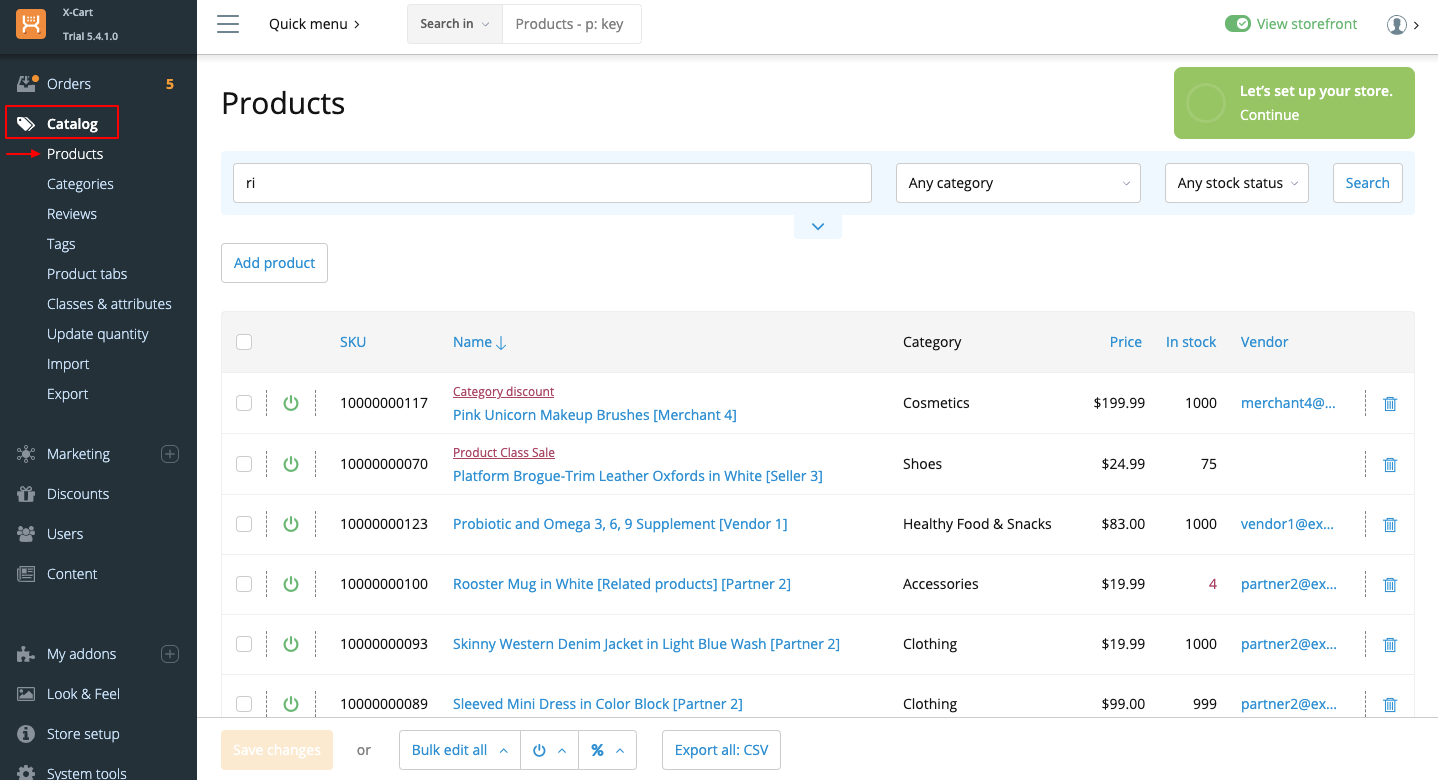 X-Cart
Trial 5.4.1.0
Quick menu
Search in
Products - p: key
View storefront
Orders 5
Catalog
Products
Categories
Reviews
Tags
Product tabs
Classes & attributes
Update quantity
Import
Export
Marketing
Discounts
Users
Content
My addons
Look & Feel
Store setup
System tools
Products
Let's set up your store.
Continue
ri
Any category
Any stock status
Search
Add product
SKU Name Category Price In stock Vendor
Category discount
10000000117 Pink Unicorn Makeup Brushes [Merchant 4] Cosmetics $199.99 1000 merchant4@...
Product Class Sale
10000000070 Platform Brogue-Trim Leather Oxfords in White [Seller 3] Shoes $24.99 75
10000000123 Probiotic and Omega 3, 6, 9 Supplement [Vendor 1] Healthy Food & Snacks $83.00 1000 vendor1@ex...
10000000100 Rooster Mug in White [Related products] [Partner 2] Accessories $19.99 4 partner2@ex...
10000000093 Skinny Western Denim Jacket in Light Blue Wash [Partner 2] Clothing $19.99 1000 partner2@ex...
10000000089 Sleeved Mini Dress in Color Block [Partner 2] Clothing $99.00 999 partner2@ex...
Save changes or Bulk edit all % Export all: CSV